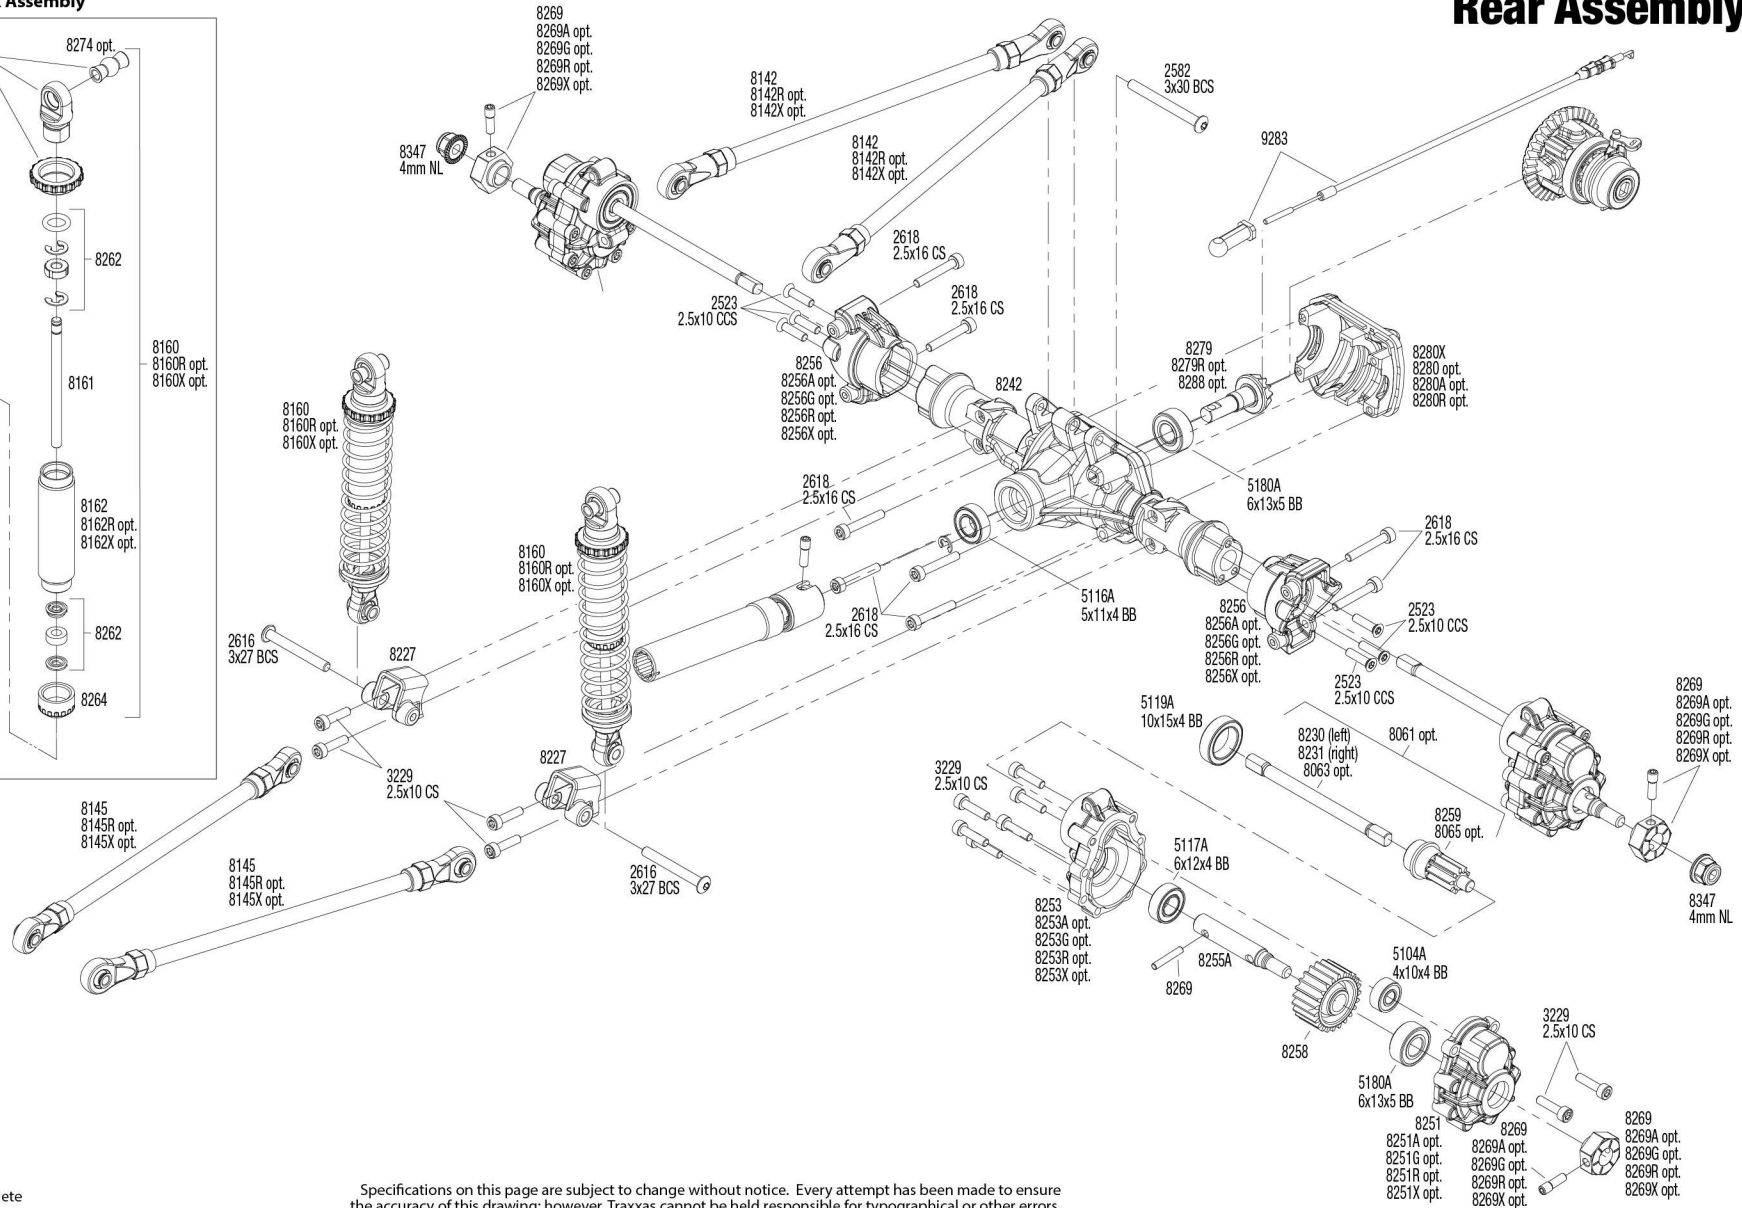 Assembly
Rear Assembly
8274 opt.
8262
8161
8160
8160R opt.
8160X opt.
8162
8162R opt.
8162X opt.
8262
8264
8269
8269A opt.
8269G opt.
8269R opt.
8269X opt.
8347
4mm NL
8142
8142R opt.
8142X opt.
8142
8142R opt.
8142X opt.
2582
3x30 BCS
9283
2618
2.5x16 CS
2618
2.5x16 CS
2523
2.5x10 CCS
8256
8256A opt.
8256G opt.
8256R opt.
8256X opt.
8242
8279
8279R opt.
8288 opt.
8280X
8280 opt.
8280A opt.
8280R opt.
8160
8160R opt.
8160X opt.
2618
2.5x16 CS
5180A
6x13x5 BB
2618
2.5x16 CS
8160
8160R opt.
8160X opt.
5116A
5x11x4 BB
2618
2.5x16 CS
8256
8256A opt.
8256G opt.
8256R opt.
8256X opt.
2523
2.5x10 CCS
2523
2.5x10 CCS
2616
3x27 BCS
8227
8227
3229
2.5x10 CS
5119A
10x15x4 BB
8230 (left)
8231 (right)
8063 opt.
8061 opt.
8269
8269A opt.
8269G opt.
8269R opt.
8269X opt.
3229
2.5x10 CS
8259
8065 opt.
8145
8145R opt.
8145X opt.
8145
8145R opt.
8145X opt.
2616
3x27 BCS
5117A
6x12x4 BB
8347
4mm NL
8253
8253A opt.
8253G opt.
8253R opt.
8253X opt.
8255A
8269
5104A
4x10x4 BB
8258
3229
2.5x10 CS
5180A
6x13x5 BB
8251
8251A opt.
8251G opt.
8251R opt.
8251X opt.
8269
8269A opt.
8269G opt.
8269R opt.
8269X opt.
8269
8269A opt.
8269G opt.
8269R opt.
8269X opt.
ete
Specifications on this page are subject to change without notice. Every attempt has been made to ensure
the accuracy of this drawing; however, Traxxas cannot be held responsible for typographical or other errors.